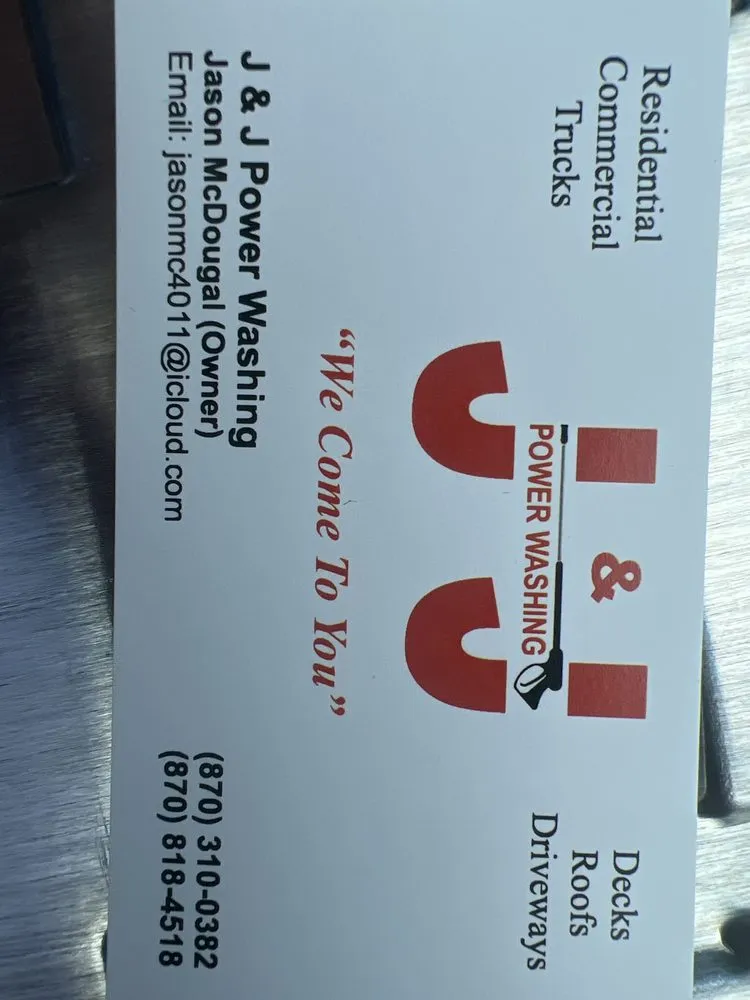 Residential
Commercial
Trucks
J & J
POWER WASHING
Decks
Roofs
Driveways
“We Come To You”
J & J Power Washing
Jason McDougal (Owner)
Email: jasonmc4011@icloud.com
(870) 310-0382
(870) 818-4518